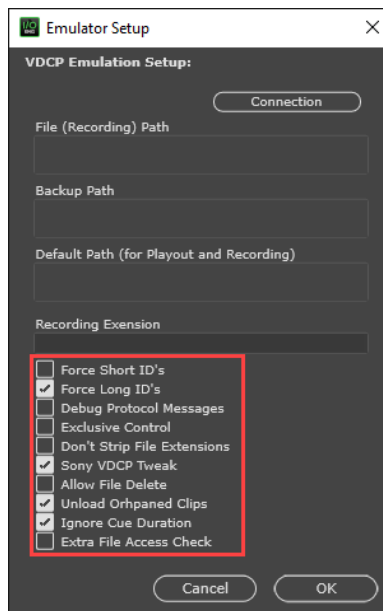 I/O
ENG
Emulator Setup
VDCP Emulation Setup:
Connection
File (Recording) Path
Backup Path
Default Path (for Playout and Recording)
Recording Exension
Force Short ID's
Force Long ID's
Debug Protocol Messages
Exclusive Control
Don't Strip File Extensions
Sony VDCP Tweak
Allow File Delete
Unload Orhpaned Clips
Ignore Cue Duration
Extra File Access Check
Cancel
OK